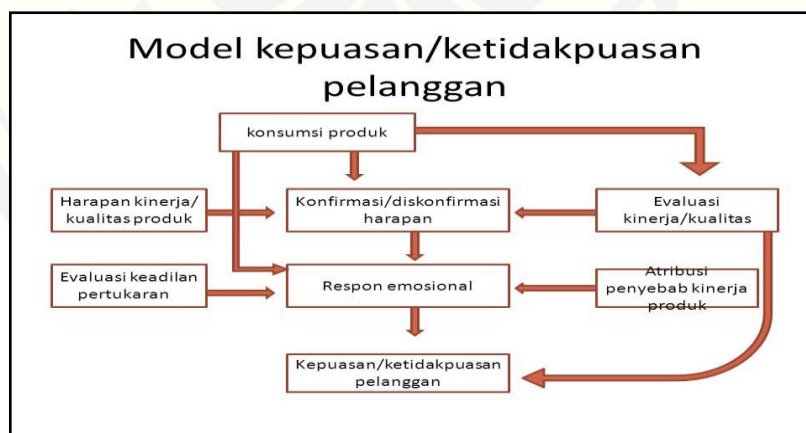 Model kepuasan/ketidakpuasan
pelanggan
konsumsi produk
Harapan kinerja/
kualitas produk
Konfirmasi/diskonfirmasi
harapan
Evaluasi
kinerja/kualitas
Evaluasi keadilan
pertukaran
Respon emosional
Atribusi
penyebab kinerja
produk
Kepuasan/ketidakpuasan
pelanggan